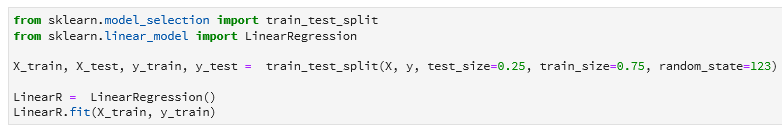 from sklearn.model_selection import train_test_split
from sklearn.linear_model import LinearRegression
X_train, X_test, y_train, y_test =  train_test_split(X, y, test_size=0.25, train_size=0.75, random_state=123)
LinearR =  LinearRegression()
LinearR.fit(X_train, y_train)